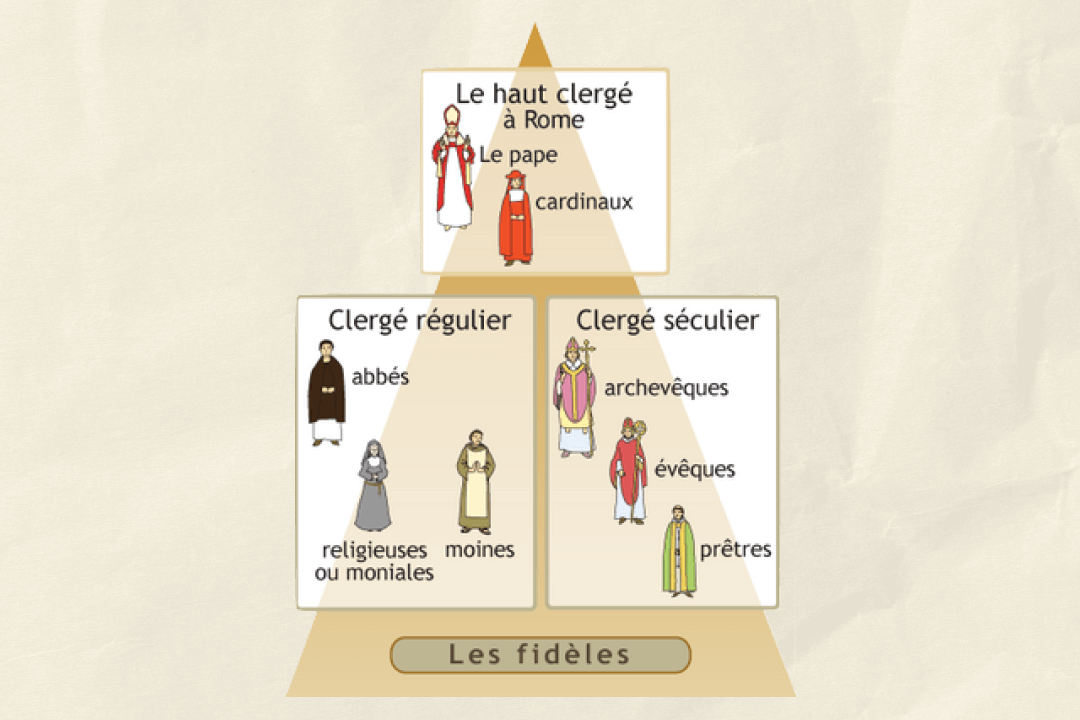 Le haut clergé
à Rome
Le pape
cardinaux
Clergé régulier
abbés
religieuses
ou moniales
moines
Clergé séculier
archevêques
évêques
prêtres
Les fidèles